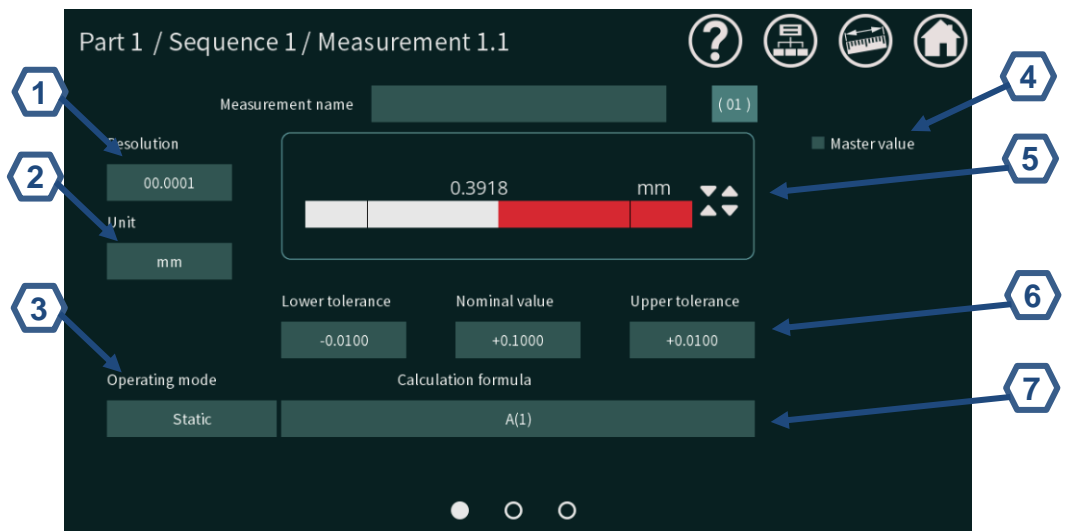 Part 1 / Sequence 1 / Measurement 1.1
?
1
4
Measurement name
( 01 )
Resolution
Master value
5
2
00.0001
0.3918 mm
Unit
mm
3
6
Lower tolerance Nominal value Upper tolerance
-0.0100 +0.1000 +0.0100
Operating mode Calculation formula
7
Static A(1)